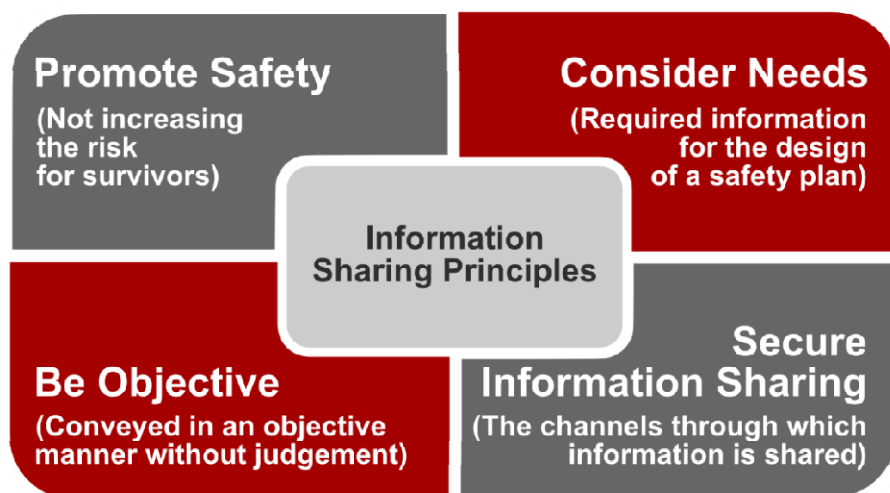 Promote Safety
(Not increasing
the risk
for survivors)
Consider Needs
(Required information
for the design
of a safety plan)
Information
Sharing Principles
Be Objective
(Conveyed in an objective
manner without judgement)
Secure
Information Sharing
(The channels through which
information is shared)